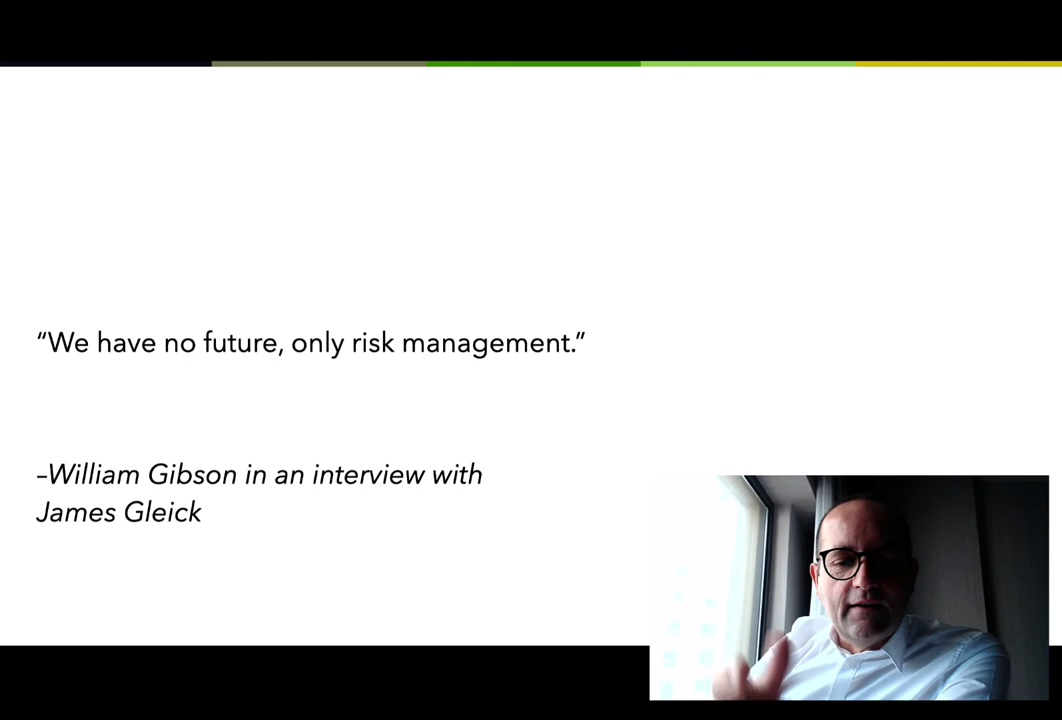 “We have no future, only risk management.”
–William Gibson in an interview with
James Gleick